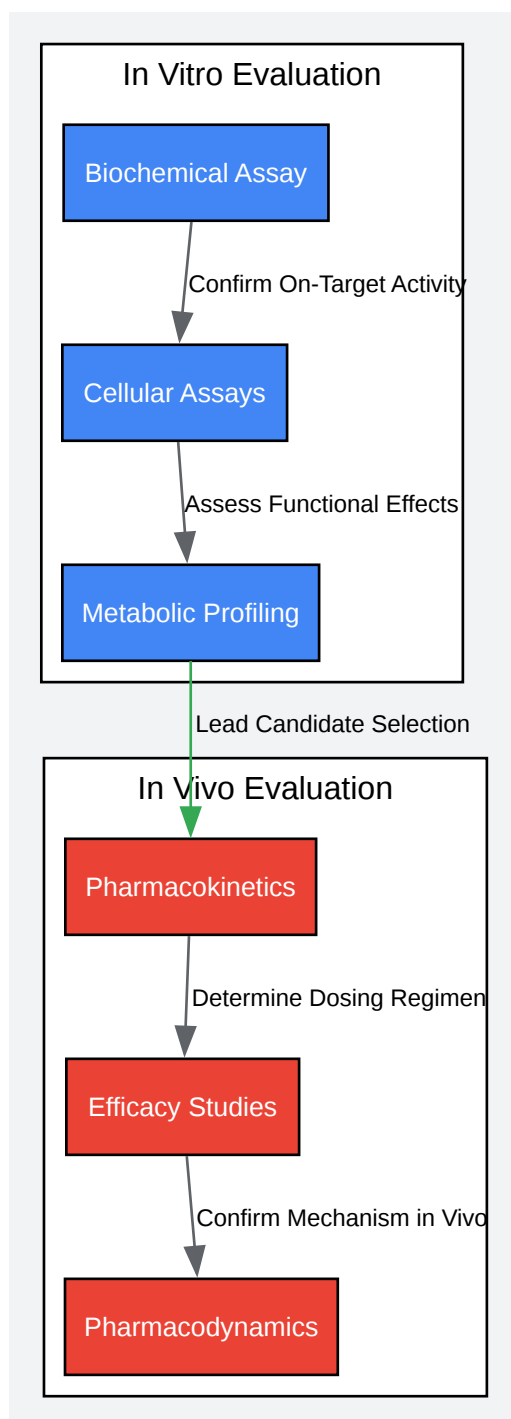 In Vitro Evaluation
Biochemical Assay
Confirm On-Target Activity
Cellular Assays
Assess Functional Effects
Metabolic Profiling
Lead Candidate Selection
In Vivo Evaluation
Pharmacokinetics
Determine Dosing Regimen
Efficacy Studies
Confirm Mechanism in Vivo
Pharmacodynamics